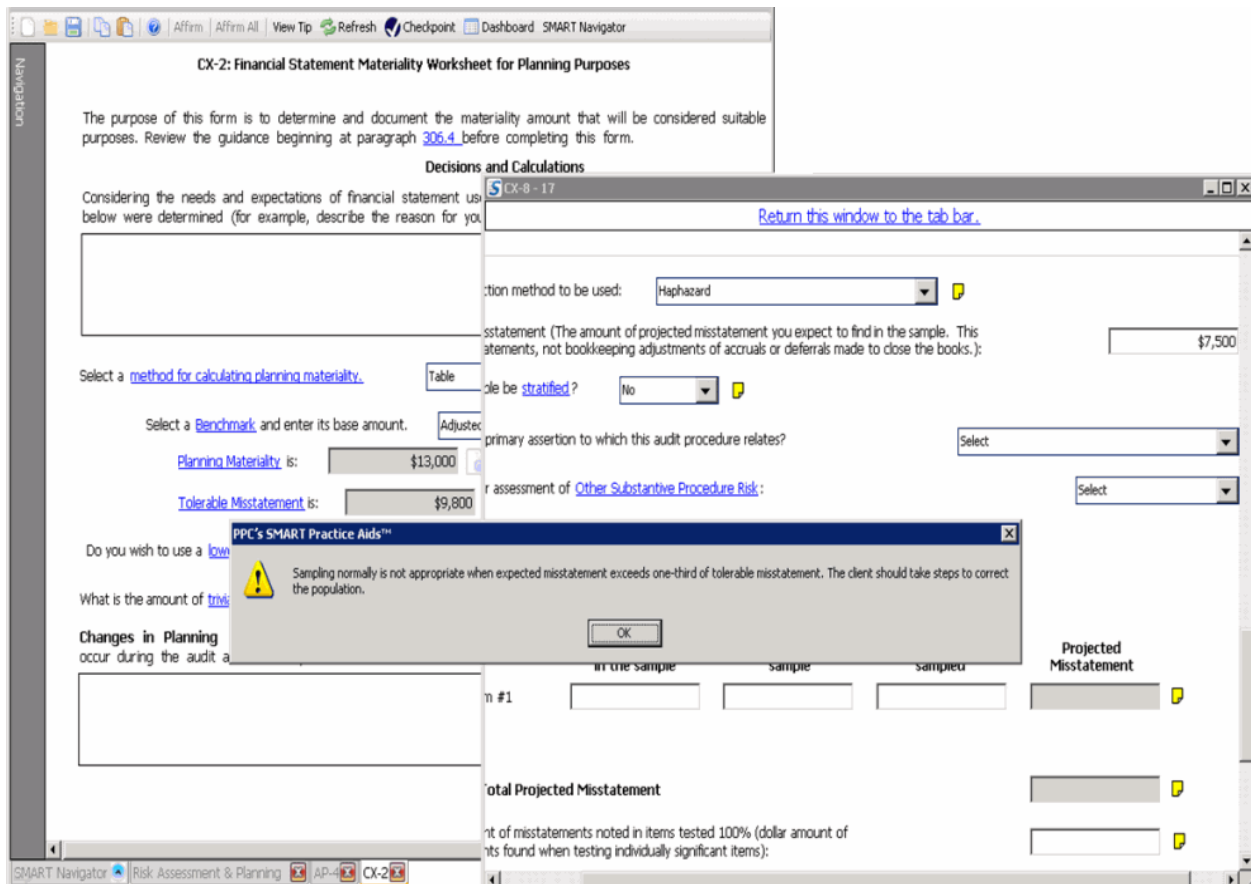 Affirm Affirm All View Tip Refresh Checkpoint Dashboard SMART Navigator
Navigation
CX-2: Financial Statement Materiality Worksheet for Planning Purposes
The purpose of this form is to determine and document the materiality amount that will be considered suitable
purposes. Review the guidance beginning at paragraph 306.4 before completing this form.
Decisions and Calculations
Considering the needs and expectations of financial statement
below were determined (for example, describe the reason for
Select a method for calculating planning materiality.
Table
Select a Benchmark and enter its base amount.
Adjusted
Planning Materiality is:
$13,000
Tolerable Misstatement is:
$9,800
Do you wish to use a
What is the amount of
Changes in Planning
occur during the audit
SMART Navigator Risk Assessment & Planning AP-4 CX-2
CX-8 - 17
Return this window to the tab bar.
method to be used:
Haphazard
(The amount of projected misstatement you expect to find in the sample. This
not bookkeeping adjustments of accruals or deferrals made to close the books.):
$7,500
be stratified?
No
primary assertion to which this audit procedure relates?
Select
assessment of Other Substantive Procedure Risk:
Select
PPC's SMART Practice Aids™
Sampling normally is not appropriate when expected misstatement exceeds one-third of tolerable misstatement. The client should take steps to correct
the population.
OK
in the sample
sample
sampled
Projected
Misstatement
#1
Total Projected Misstatement
of misstatements noted in items tested 100% (dollar amount of
found when testing individually significant items):